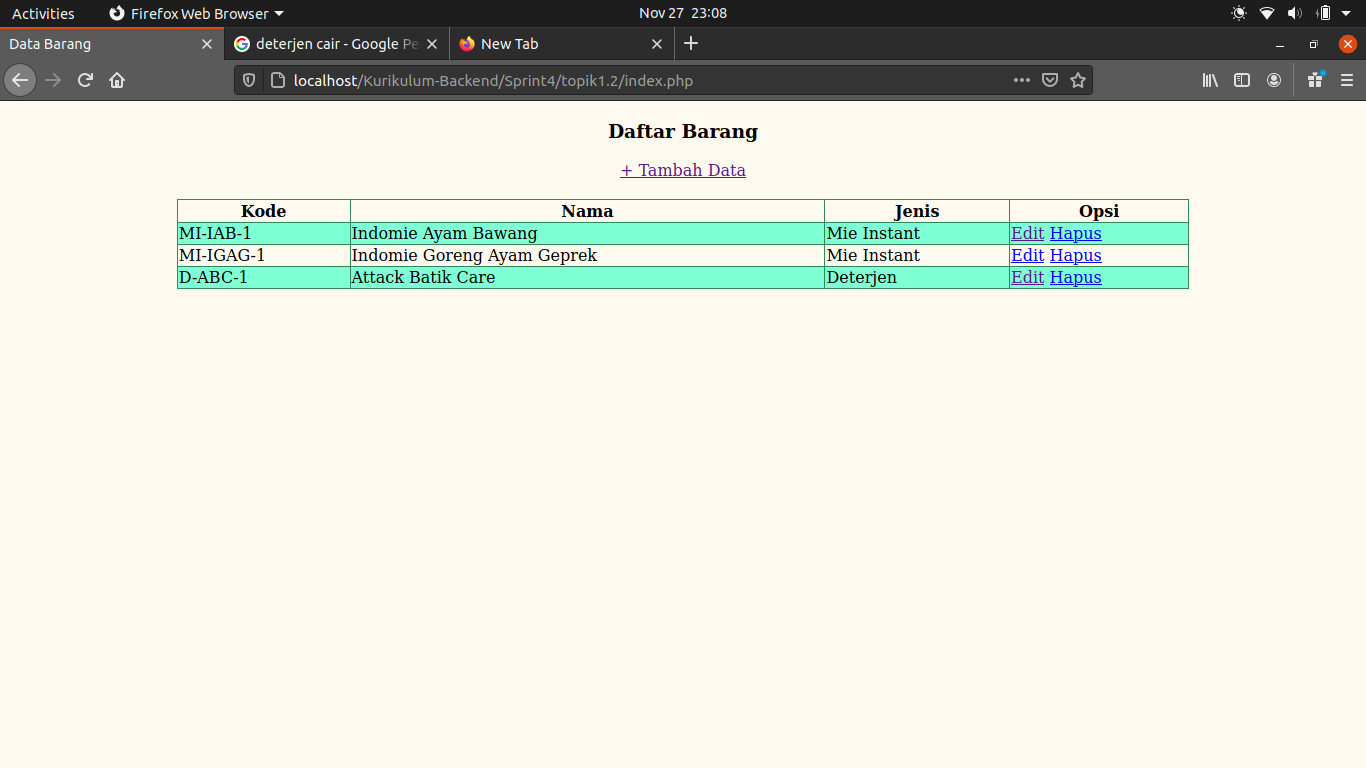 Activities Firefox Web Browser Nov 27 23:08
Data Barang deterjen cair - Google Pe New Tab
localhost/Kurikulum-Backend/Sprint4/topik1.2/index.php
Daftar Barang
+ Tambah Data
Kode Nama Jenis Opsi
MI-IAB-1 Indomie Ayam Bawang Mie Instant Edit Hapus
MI-IGAG-1 Indomie Goreng Ayam Geprek Mie Instant Edit Hapus
D-ABC-1 Attack Batik Care Deterjen Edit Hapus